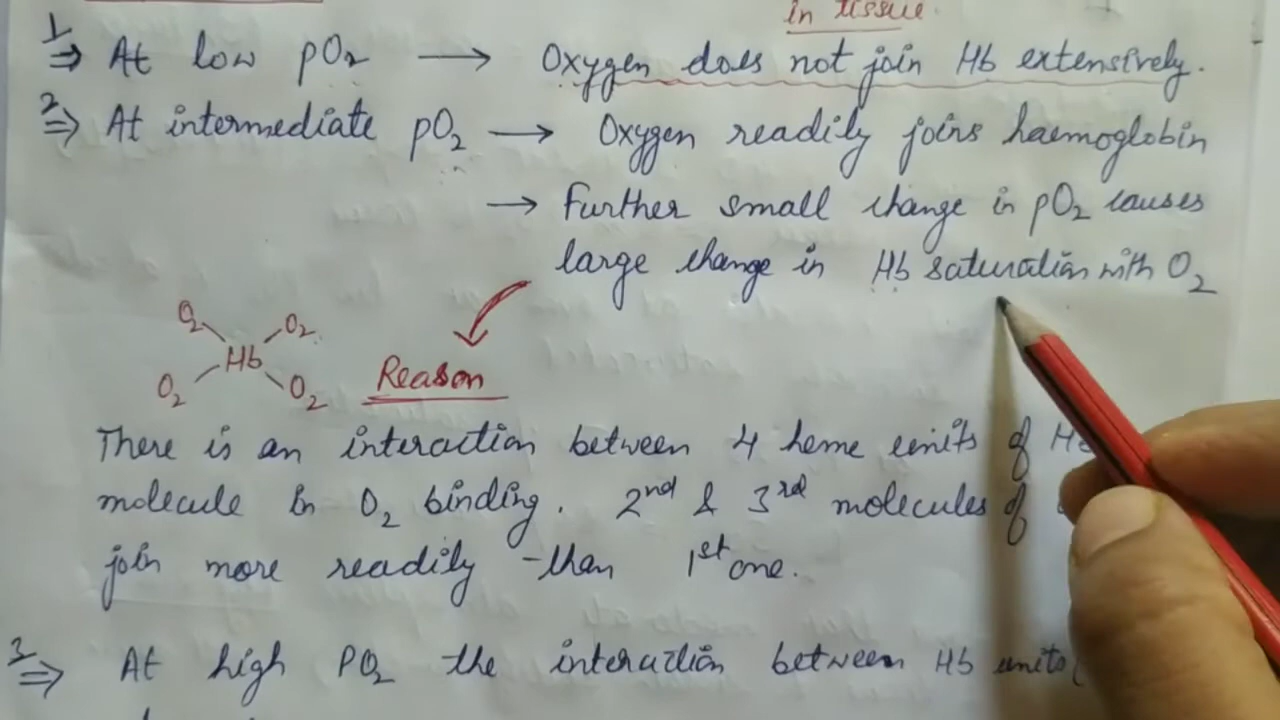 in tissue.
1⇒ At low pO2 ⟶ Oxygen does not join Hb extensively.
2⇒ At intermediate pO2 ⟶ Oxygen readily joins haemoglobin
→ Further small change in pO2 causes
large change in Hb saturation with O2
O2 O2
Hb
O2 O2
Reason
There is an interaction between 4 heme units of
molecule in O2 binding. 2nd & 3rd molecules of
join more readily than 1st one.
3⇒ At high PO2 the interaction between Hb units